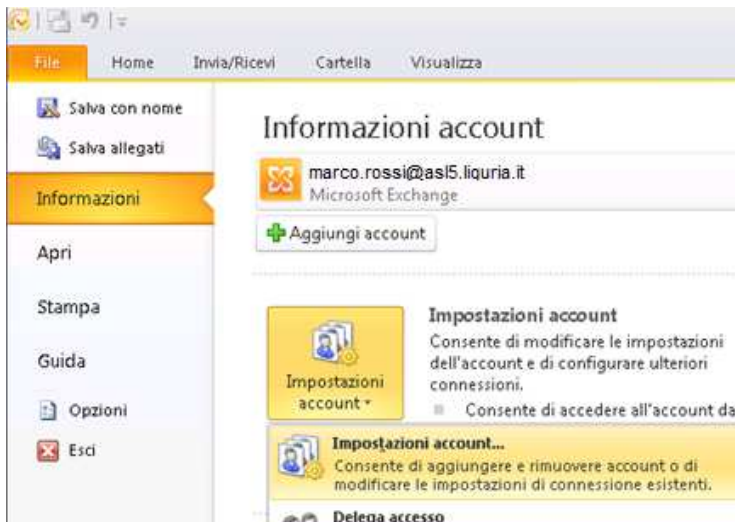 File Home Invia/Ricevi Cartella Visualizza
Salva con nome
Salva allegati
Informazioni
Apri
Stampa
Guida
Opzioni
Esci
Informazioni account
marco.rossi@asl5.liguria.it
Microsoft Exchange
Aggiungi account
Impostazioni
account
Impostazioni account
Consente di modificare le impostazioni
dell'account e di configurare ulteriori
connessioni.
Consente di accedere all'account da
Impostazioni account...
Consente di aggiungere e rimuovere account o di
modificare le impostazioni di connessione esistenti.
Delega accesso